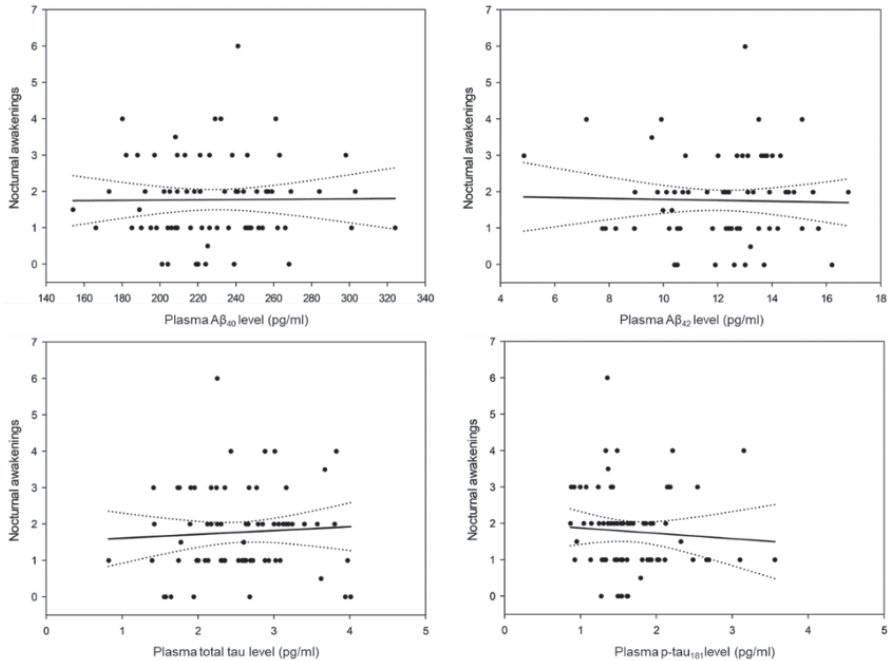 7
6
5
4
3
2
1
0
Nocturnal awakenings
140 160 180 200 220 240 260 280 300 320 340
Plasma Aβ₄₀ level (pg/ml)
7
6
5
4
3
2
1
0
Nocturnal awakenings
4 6 8 10 12 14 16 18
Plasma Aβ₄₂ level (pg/ml)
7
6
5
4
3
2
1
0
Nocturnal awakenings
0 1 2 3 4 5
Plasma total tau level (pg/ml)
7
6
5
4
3
2
1
0
Nocturnal awakenings
0 1 2 3 4 5
Plasma p-tau₁₈₁level (pg/ml)